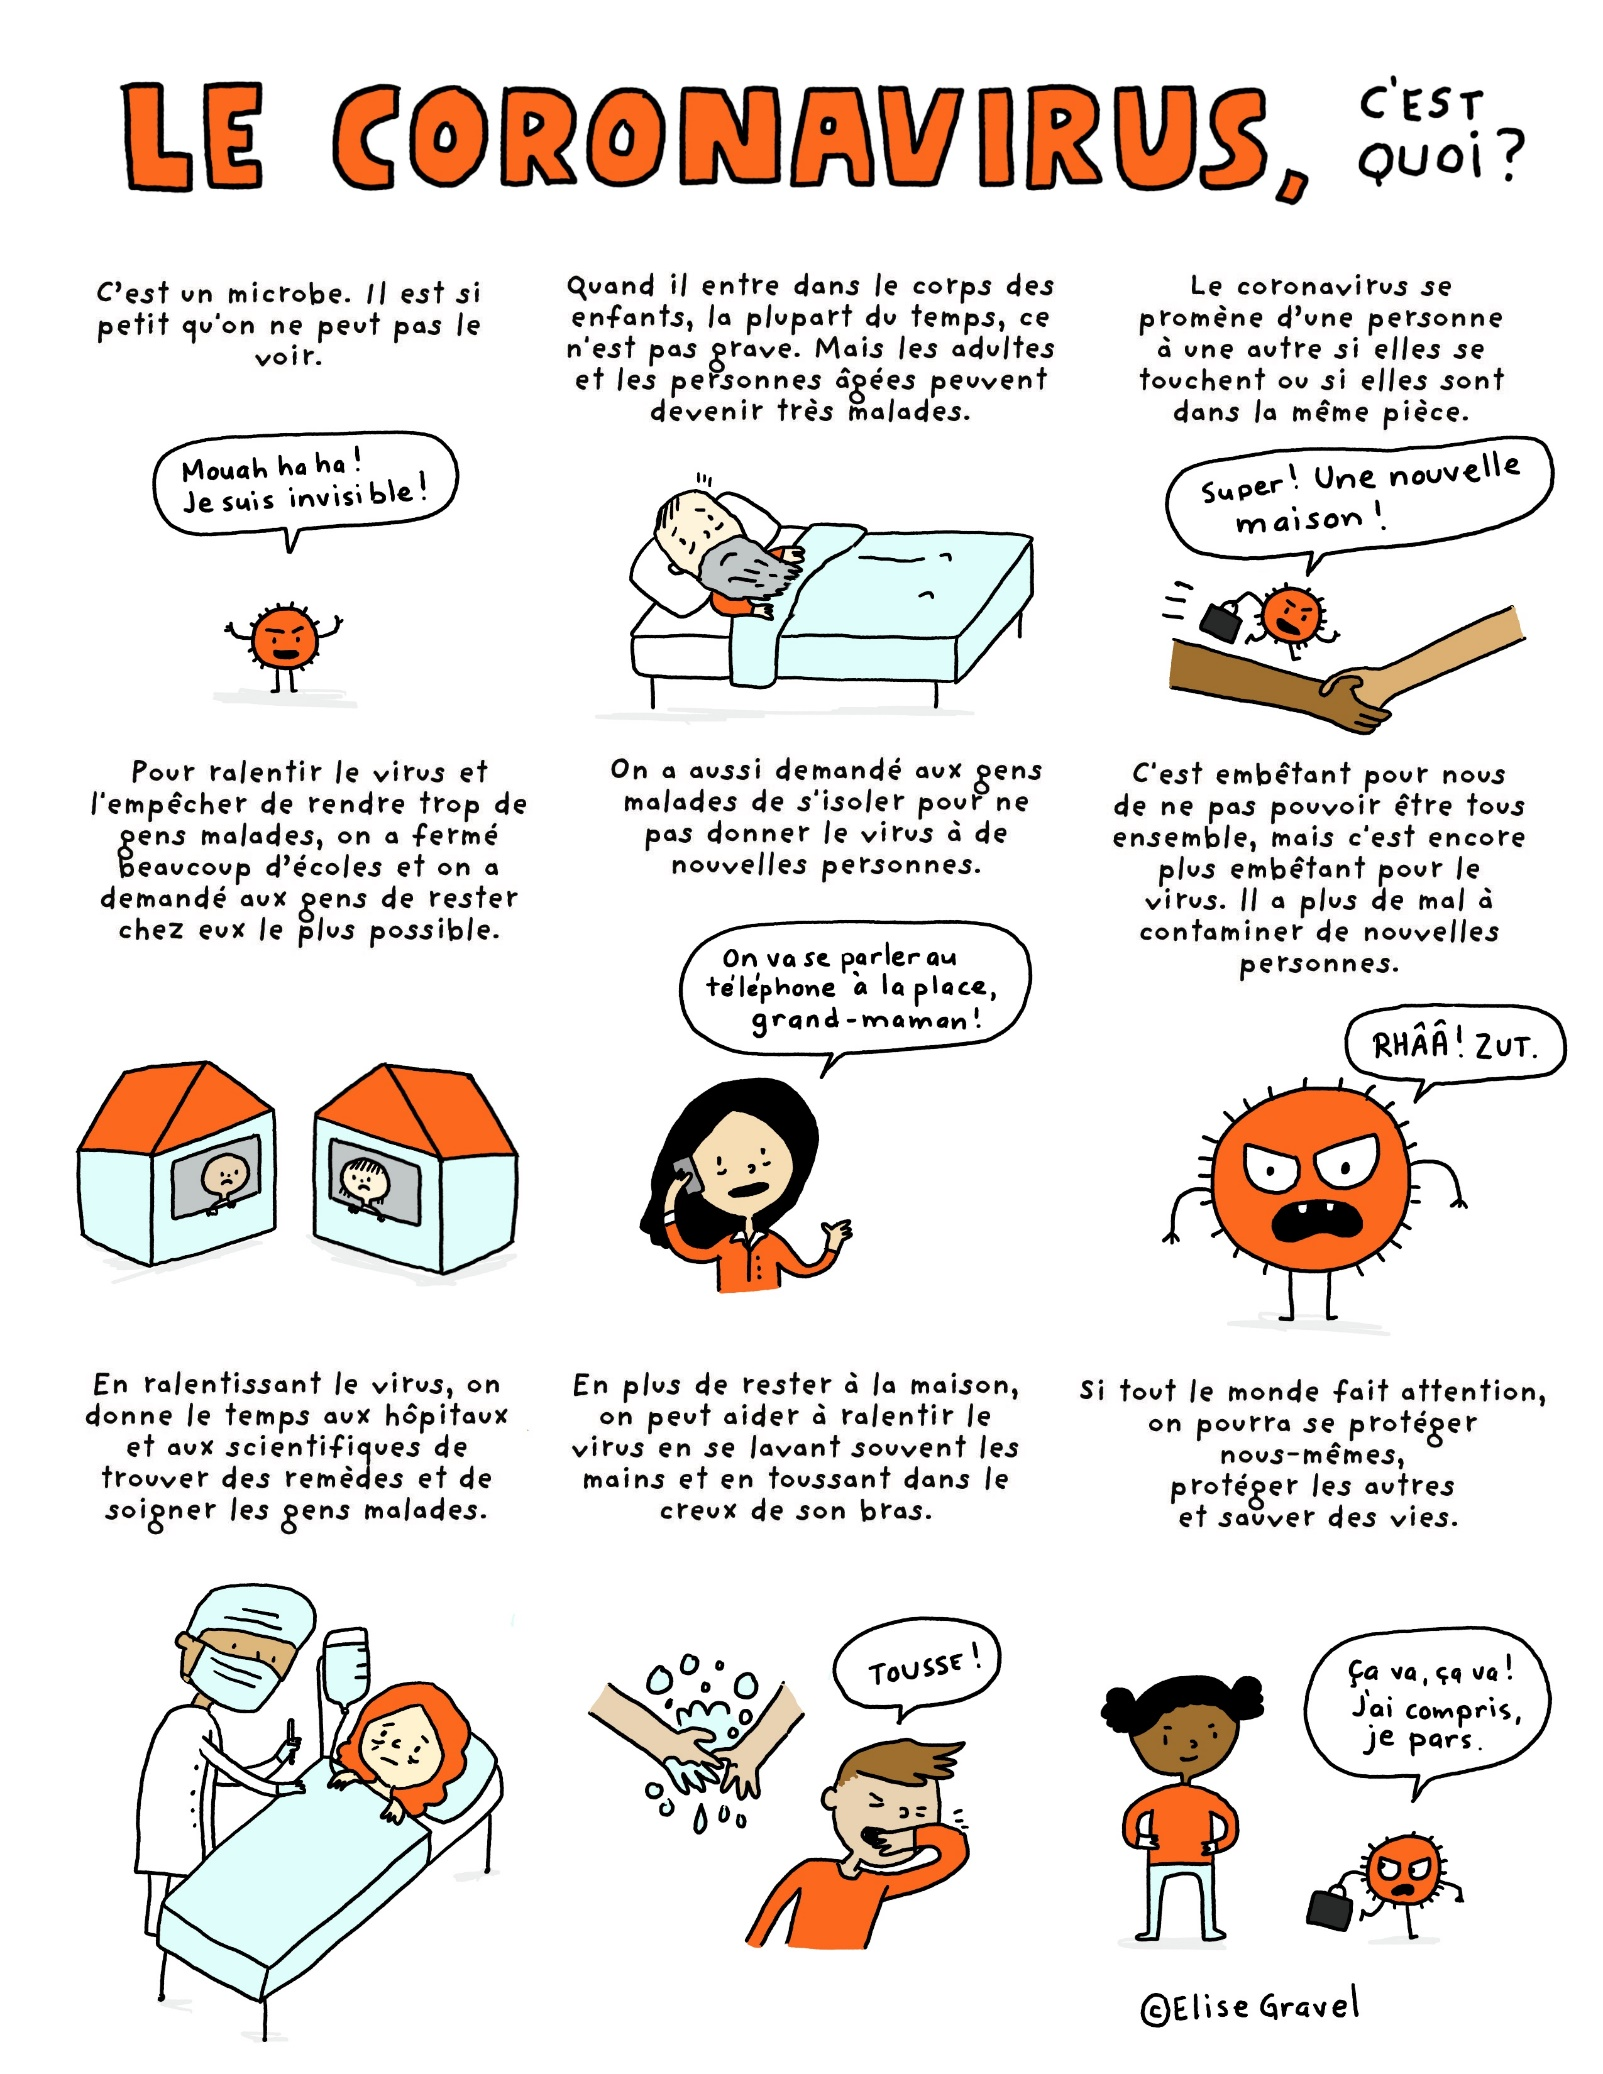 LE CORONAVIRUS, C'EST
QUOI?
C'est un microbe. Il est si
petit qu'on ne peut pas le
voir.
Mouah ha ha!
Je suis invisible!
Quand il entre dans le corps des
enfants, la plupart du temps, ce
n'est pas grave. Mais les adultes
et les personnes âgées peuvent
devenir très malades.
Le coronavirus se
promène d'une personne
à une autre si elles se
touchent ou si elles sont
dans la même pièce.
Super! Une nouvelle
maison!
Pour ralentir le virus et
l'empêcher de rendre trop de
gens malades, on a fermé
beaucoup d'écoles et on a
demandé aux gens de rester
chez eux le plus possible.
On a aussi demandé aux gens
malades de s'isoler pour ne
pas donner le virus à de
nouvelles personnes.
On va se parler au
téléphone à la place,
grand-maman!
C'est embêtant pour nous
de ne pas pouvoir être tous
ensemble, mais c'est encore
plus embêtant pour le
virus. Il a plus de mal à
contaminer de nouvelles
personnes.
RHÂÂ! ZUT.
En ralentissant le virus, on
donne le temps aux hôpitaux
et aux scientifiques de
trouver des remèdes et de
soigner les gens malades.
En plus de rester à la maison,
on peut aider à ralentir le
virus en se lavant souvent les
mains et en toussant dans le
creux de son bras.
TOUSSE!
Si tout le monde fait attention,
on pourra se protéger
nous-mêmes,
protéger les autres
et sauver des vies.
Ça va, ça va!
J'ai compris,
je pars.
©Elise Gravel